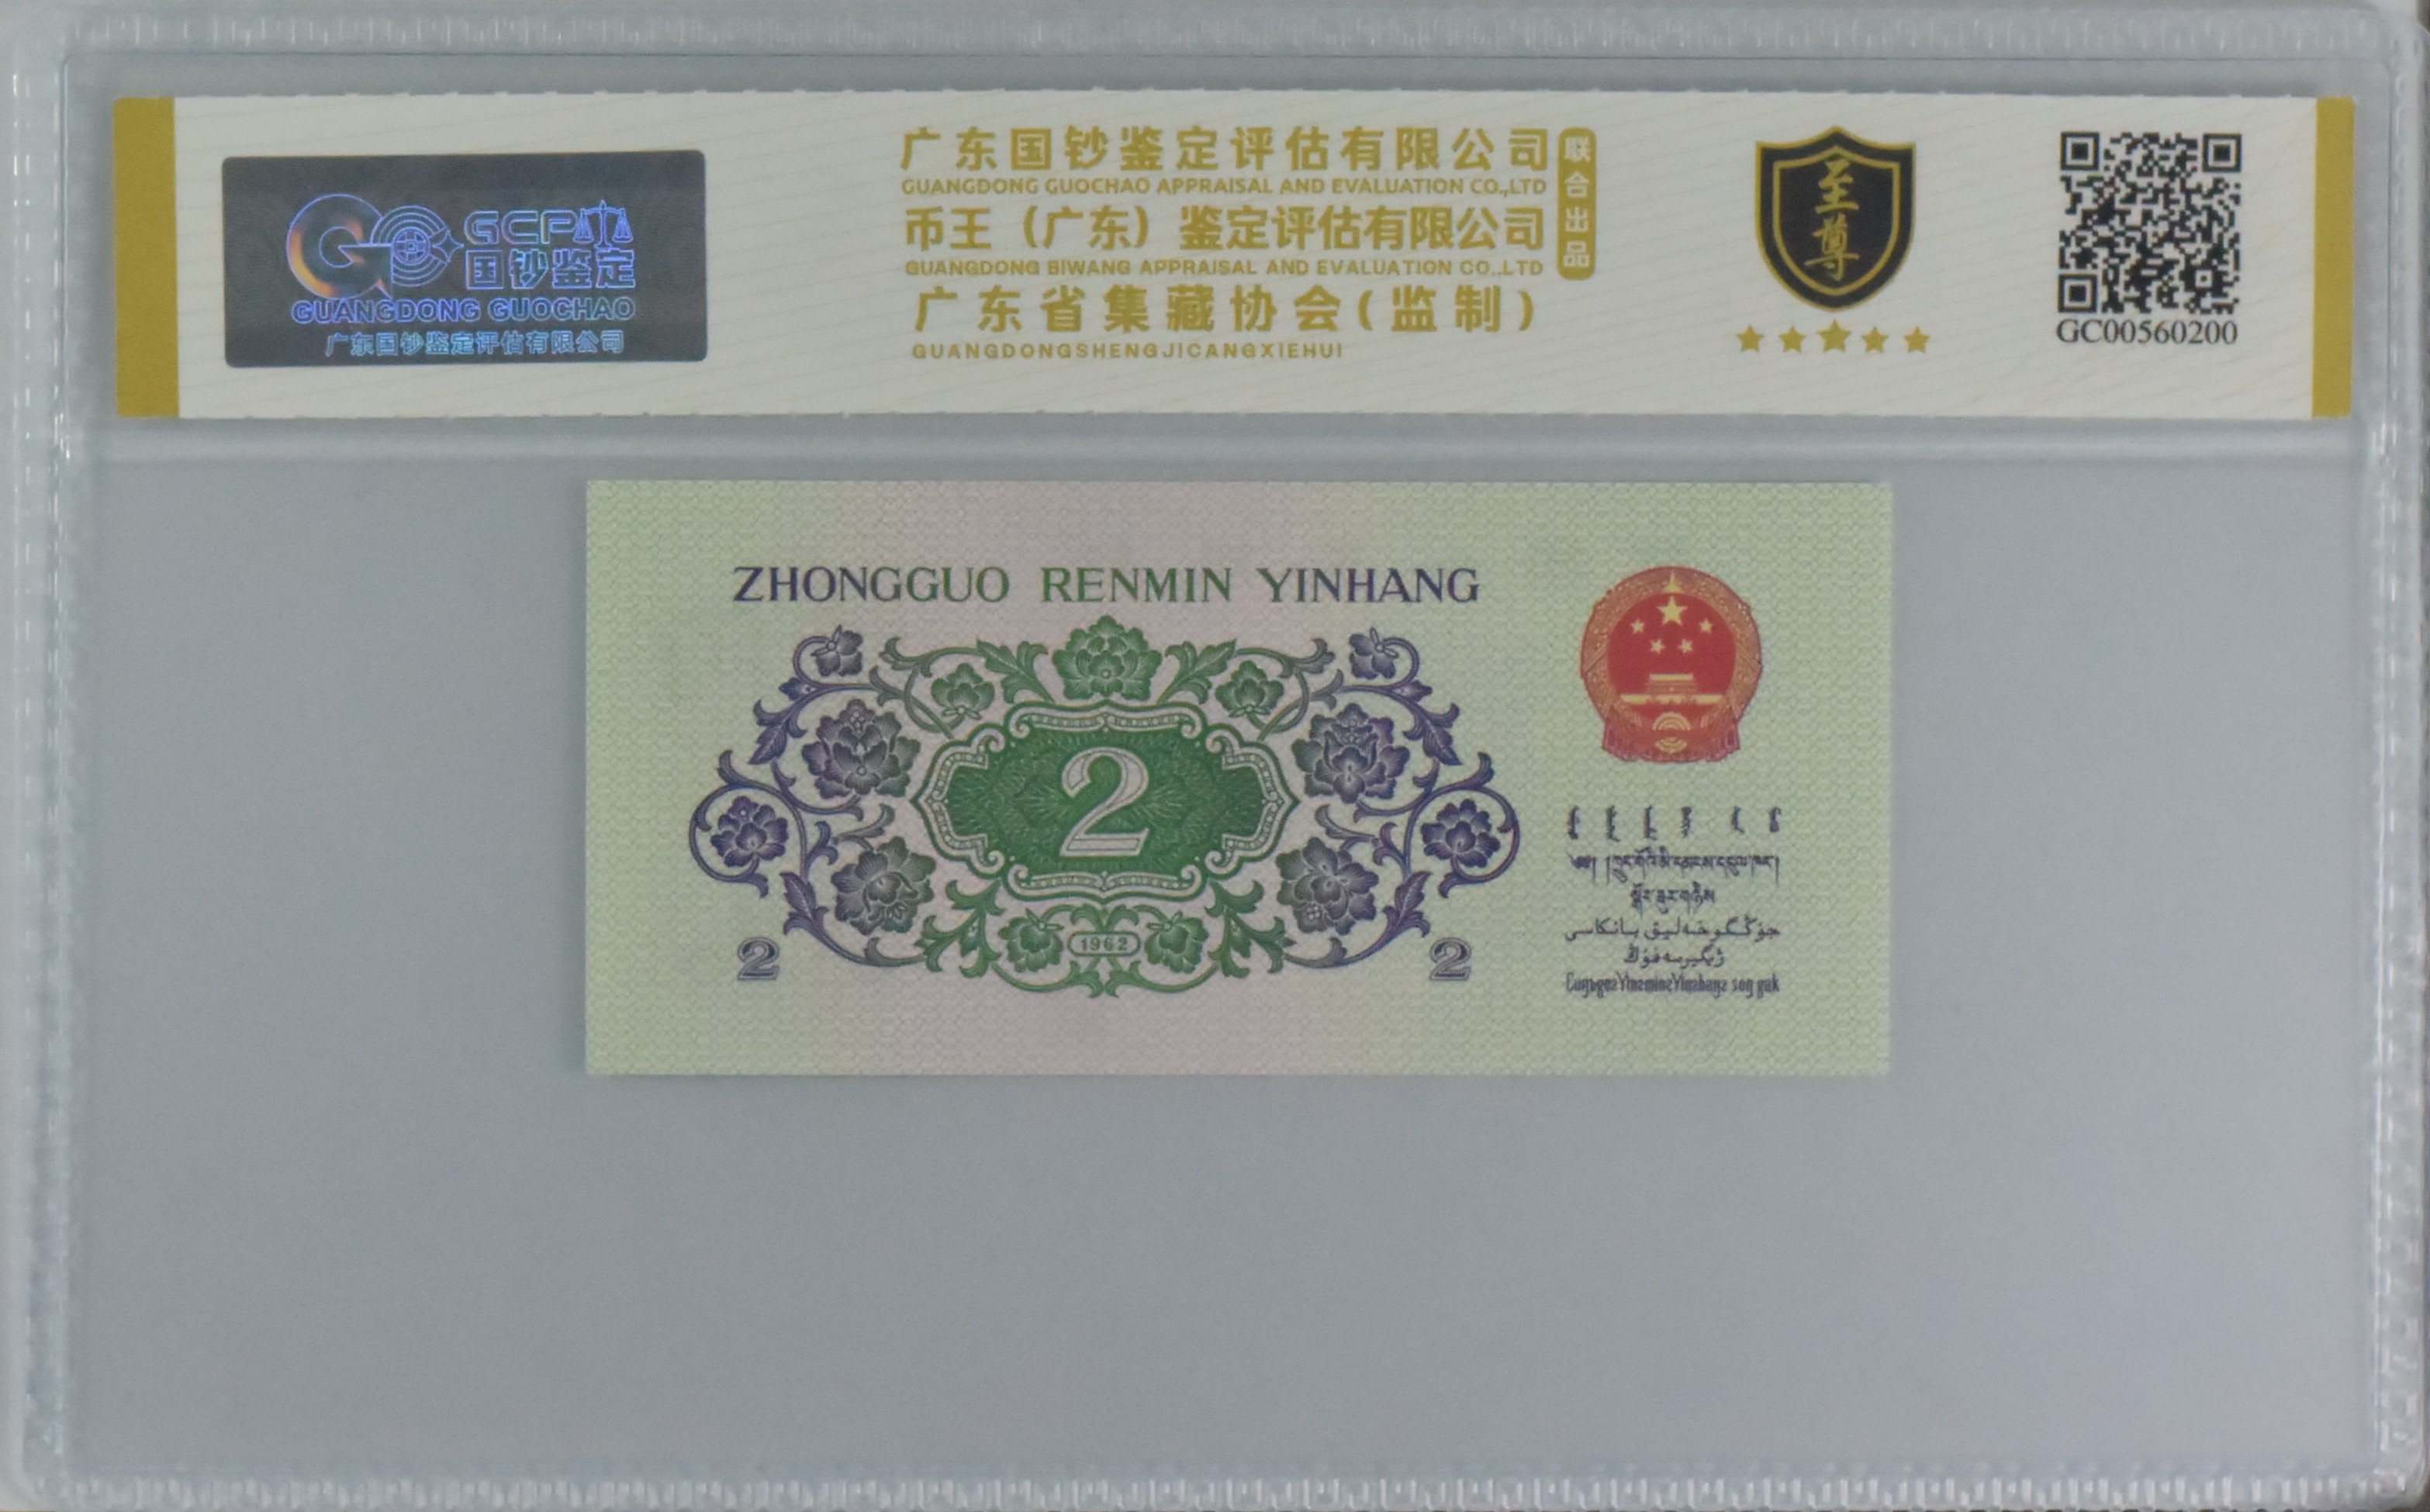 GCP
国钞鉴定
GUANGDONG GUOCHAO
广东国钞鉴定评估有限公司
广东国钞鉴定评估有限公司
GUANGDONG GUOCHAO APPRAISAL AND EVALUATION CO.,LTD
币王（广东）鉴定评估有限公司
GUANGDONG BIWANG APPRAISAL AND EVALUATION CO.,LTD
广东省集藏协会(监制)
GUANGDONGSHENGJICANGXIEHUI
联合出品
至尊
GC00560200
ZHONGGUO RENMIN YINHANG
2
1962
2
2
جۇڭگو خەلىق بانكاسى